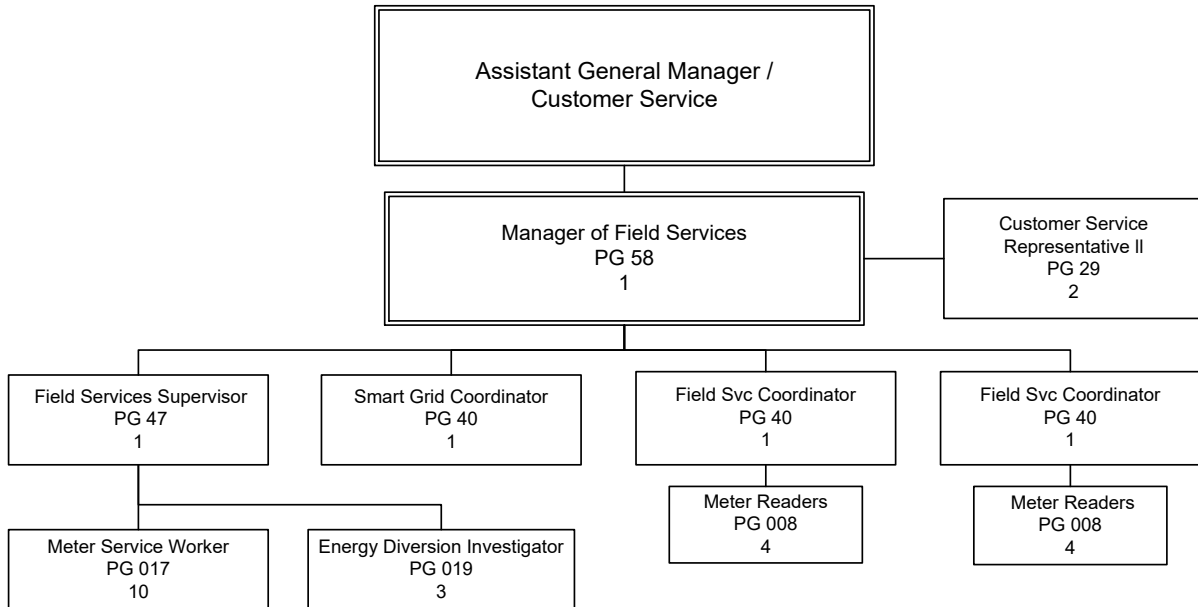 Assistant General Manager /
Customer Service
Manager of Field Services
PG 58
1
Customer Service
Representative II
PG 29
2
Field Services Supervisor
PG 47
1
Smart Grid Coordinator
PG 40
1
Field Svc Coordinator
PG 40
1
Field Svc Coordinator
PG 40
1
Meter Readers
PG 008
4
Meter Readers
PG 008
4
Meter Service Worker
PG 017
10
Energy Diversion Investigator
PG 019
3